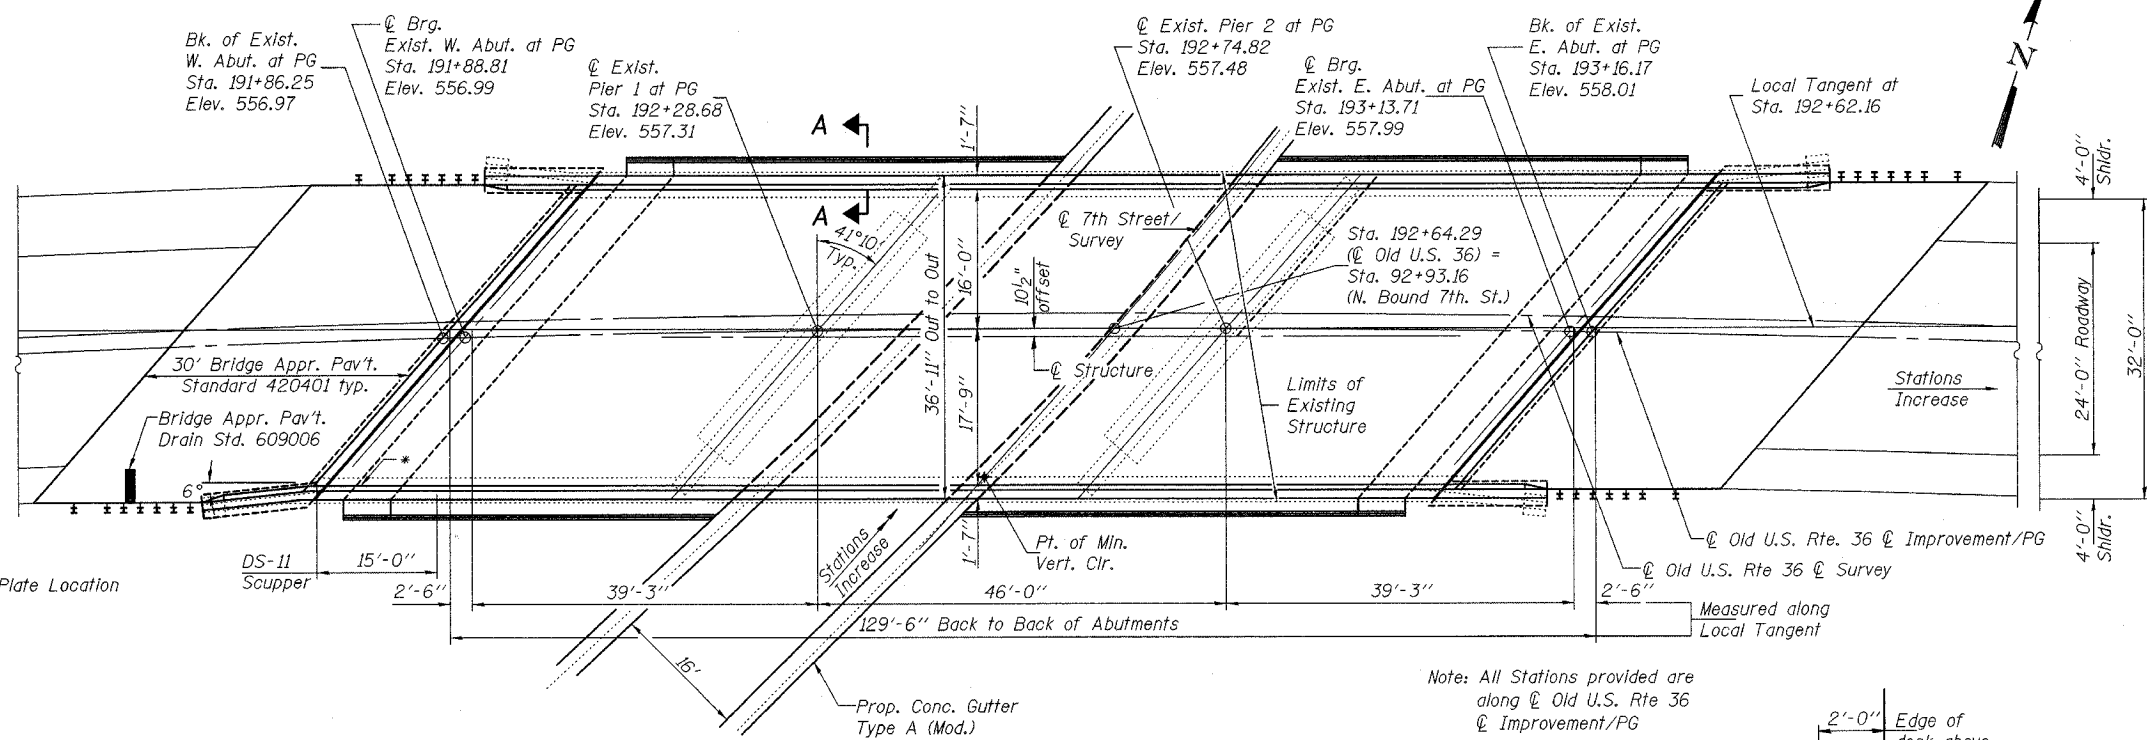 Bk. of Exist.
W. Abut. at PG
Sta. 191+86.25
Elev. 556.97
℄ Brg.
Exist. W. Abut. at PG
Sta. 191+88.81
Elev. 556.99
℄ Exist.
Pier 1 at PG
Sta. 192+28.68
Elev. 557.31
A
A
1'-7"
℄ Exist. Pier 2 at PG
Sta. 192+74.82
Elev. 557.48
℄ Brg.
Exist. E. Abut. at PG
Sta. 193+13.71
Elev. 557.99
Bk. of Exist.
E. Abut. at PG
Sta. 193+16.17
Elev. 558.01
Local Tangent at
Sta. 192+62.16
N
4'-0"
Shldr.
41°10'
Typ.
36'-11" Out to Out
16'-0"
10½"
offset
℄ 7th Street/
Survey
Sta. 192+64.29
(℄ Old U.S. 36) =
Sta. 92+93.16
(N. Bound 7th. St.)
24'-0" Roadway
32'-0"
30' Bridge Appr. Pav't.
Standard 420401 typ.
Bridge Appr. Pav't.
Drain Std. 609006
*
6°
17'-9"
℄ Structure
Limits of
Existing
Structure
Stations
Increase
4'-0"
Shldr.
DS-11
Scupper
15'-0"
Stations
Increase
1'-7"
Pt. of Min.
Vert. Clr.
℄ Old U.S. Rte. 36 ℄ Improvement/PG
℄ Old U.S. Rte 36 ℄ Survey
Plate Location
2'-6"
39'-3"
46'-0"
39'-3"
2'-6"
Measured along
Local Tangent
129'-6" Back to Back of Abutments
16'
Prop. Conc. Gutter
Type A (Mod.)
Note: All Stations provided are
along ℄ Old U.S. Rte 36
℄ Improvement/PG
2'-0"
Edge of
deck above